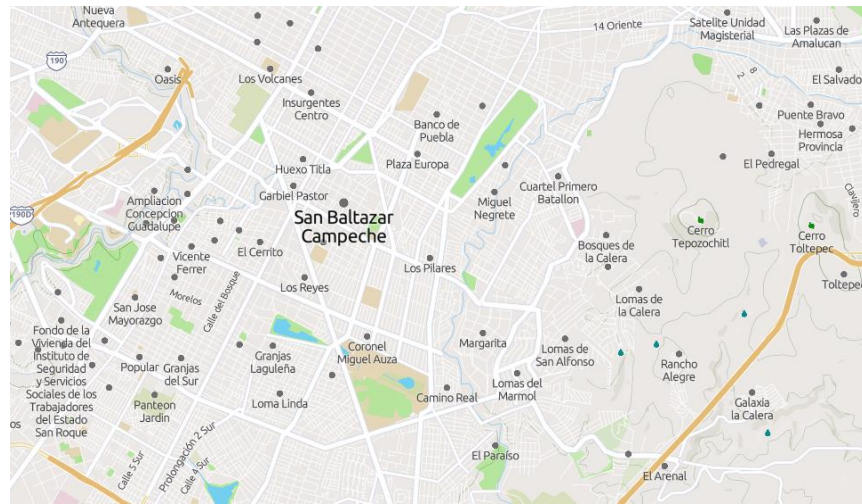 Nueva
Antequera
14 Oriente
Satelite Unidad
Magisterial
Las Plazas de
Amalucan
190
Oasis
Los Volcanes
8
2
El Salvado
Insurgentes
Centro
Banco de
Puebla
Puente Bravo
Hermosa
Provincia
Huexo Titla
Plaza Europa
El Pedregal
Garbiel Pastor
Cuartel Primero
Batallon
Clavijero
Ampliacion
Concepcion
Guadalupe
190D
San Baltazar
Campeche
Miguel
Negrete
Cerro
Tepozochitl
Cerro
Toltepec
El Cerrito
Bosques de
la Calera
Vicente
Ferrer
Los Pilares
Toltepec
Morelos
Calle del Bosque
Los Reyes
San Jose
Mayorazgo
Lomas de
la Calera
Fondo de la
Vivienda del
Instituto de
Seguridad
y Servicios
Sociales de los
Trabajadores
del Estado
San Roque
Coronel
Miguel Auza
Margarita
Granjas
Laguleña
Lomas de
San Alfonso
Popular
Granjas
del Sur
Rancho
Alegre
Panteon
Jardin
Loma Linda
Camino Real
Lomas del
Marmol
Galaxia
la Calera
os
Prolongación 2 Sur
Calle 5 Sur
Calle 4 Sur
El Paraíso
El Arenal